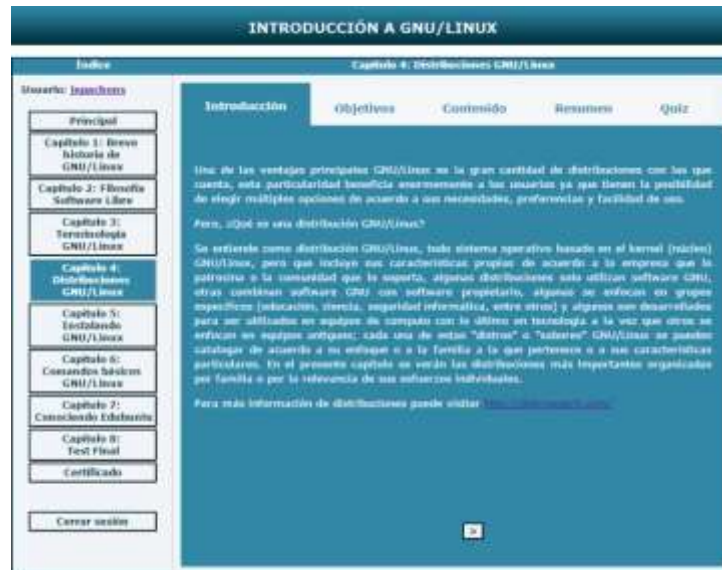 INTRODUCCIÓN A GNU/LINUX
Índice
Capítulo 4: Distribuciones GNU/Linux
Usuario:
Principal
Capítulo 1: Breve
historia de
GNU/Linux
Capítulo 2: Filosofía
Software Libre
Capítulo 3:
Terminología
GNU/Linux
Capítulo 4:
Distribuciones
GNU/Linux
Capítulo 5:
Instalando
GNU/Linux
Capítulo 6:
Comandos básicos
GNU/Linux
Capítulo 7:
Conociendo Edubuntu
Capítulo 8:
Test Final
Certificado
Cerrar sesión
Introducción
Objetivos
Contenido
Resumen
Quiz
Una de las ventajas principales GNU/Linux es la gran cantidad de distribuciones con las que
cuenta, esta particularidad beneficia enormemente a los usuarios ya que tienen la posibilidad
de elegir múltiples opciones de acuerdo a sus necesidades, preferencias y facilidad de uso.
Pero, ¿Qué es una distribución GNU/Linux?
Se entiende como distribución GNU/Linux, todo sistema operativo basado en el kernel (núcleo)
GNU/Linux, pero que incluye sus características propias de acuerdo a la empresa que lo
patrocina o la comunidad que lo soporta, algunas distribuciones solo utilizan software GNU,
otras combinan software GNU con software propietario, algunas se enfocan en grupos
específicos (educación, ciencia, seguridad informática, entre otros) y algunas son desarrolladas
para ser utilizadas en equipos de computo con lo último en tecnología a la vez que otros se
enfocan en equipos antiguos; cada una de estas "distros" o "sabores" GNU/Linux se pueden
catalogar de acuerdo a su enfoque o a la familia a la que pertenece o a sus características
particulares. En el presente capítulo se verán las distribuciones más importantes organizados
por familia o por la relevancia de sus esfuerzos individuales.
Para más información de distribuciones puede visitar
>